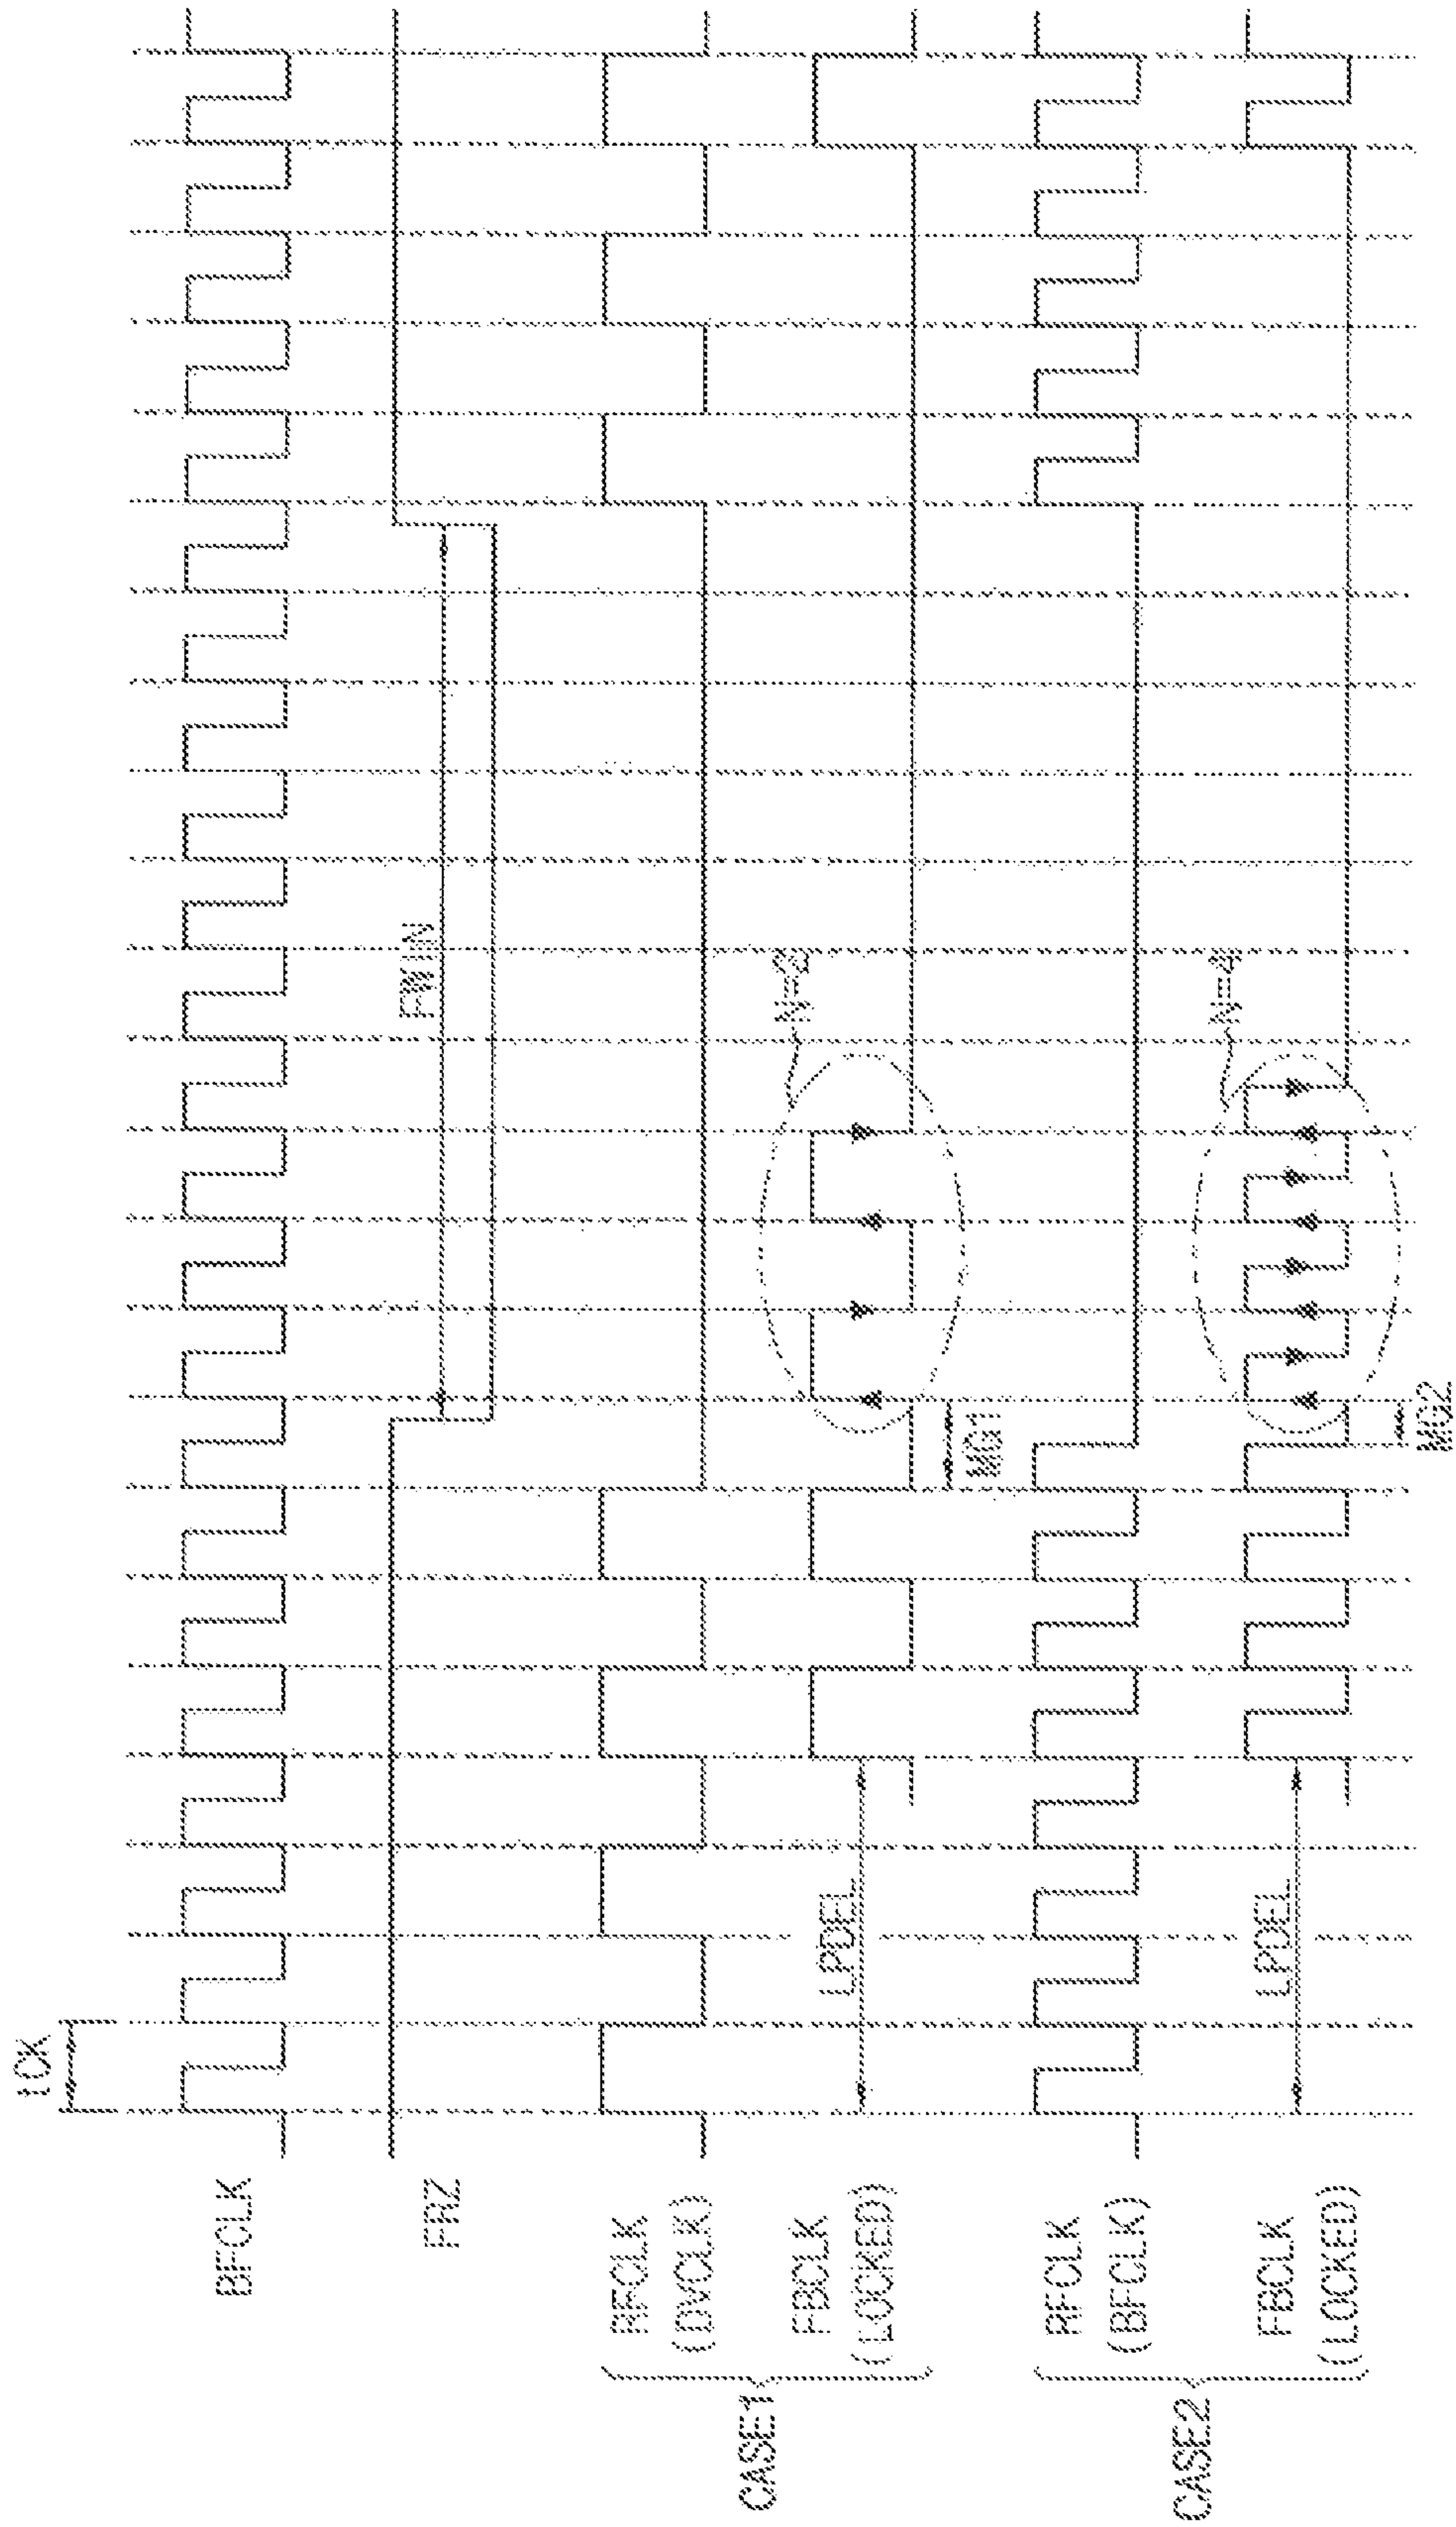 tCK
BFCLK
FRZ
FWIN
CASE1
RFCLK
(DVCLK)
FBCLK
(LOCKED)
LPDEL
N=2
MG1
CASE2
RFCLK
(BFCLK)
FBCLK
(LOCKED)
LPDEL
N=4
MG2